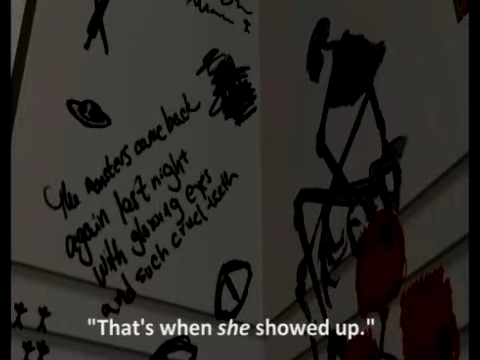 The monsters came back
again last night
with glowing eyes
and such cruel teeth
"That's when she showed up."